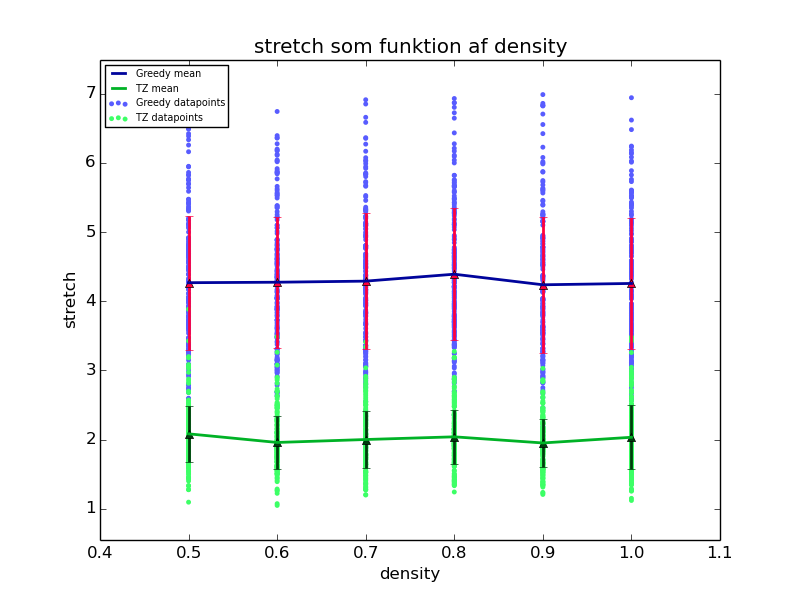 stretch som funktion af density
Greedy mean
TZ mean
Greedy datapoints
TZ datapoints
7
6
5
4
3
2
1
stretch
0.4 0.5 0.6 0.7 0.8 0.9 1.0 1.1
density